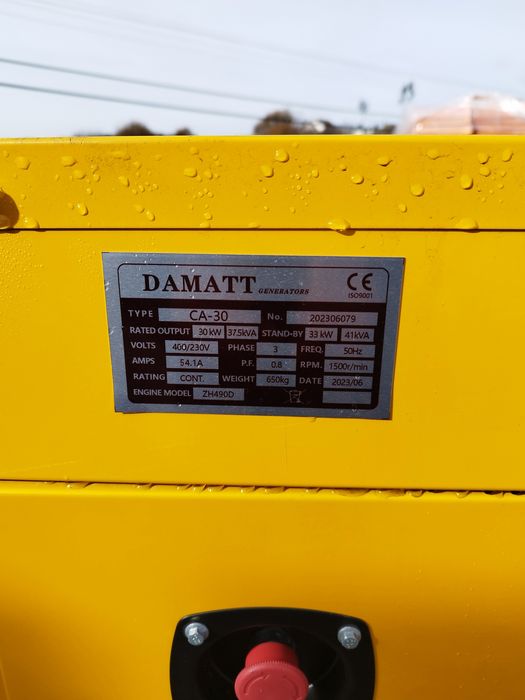 DAMATT GENERATORS CE
ISO9001
TYPE CA-30 No. 202306079
RATED OUTPUT 30 kW 37.5kVA STAND-BY 33 kW 41kVA
VOLTS 400/230V PHASE 3 FREQ. 50Hz
AMPS 54.1A P.F. 0.8 RPM. 1500r/min
RATING CONT. WEIGHT 650kg DATE 2023/06
ENGINE MODEL ZH490D